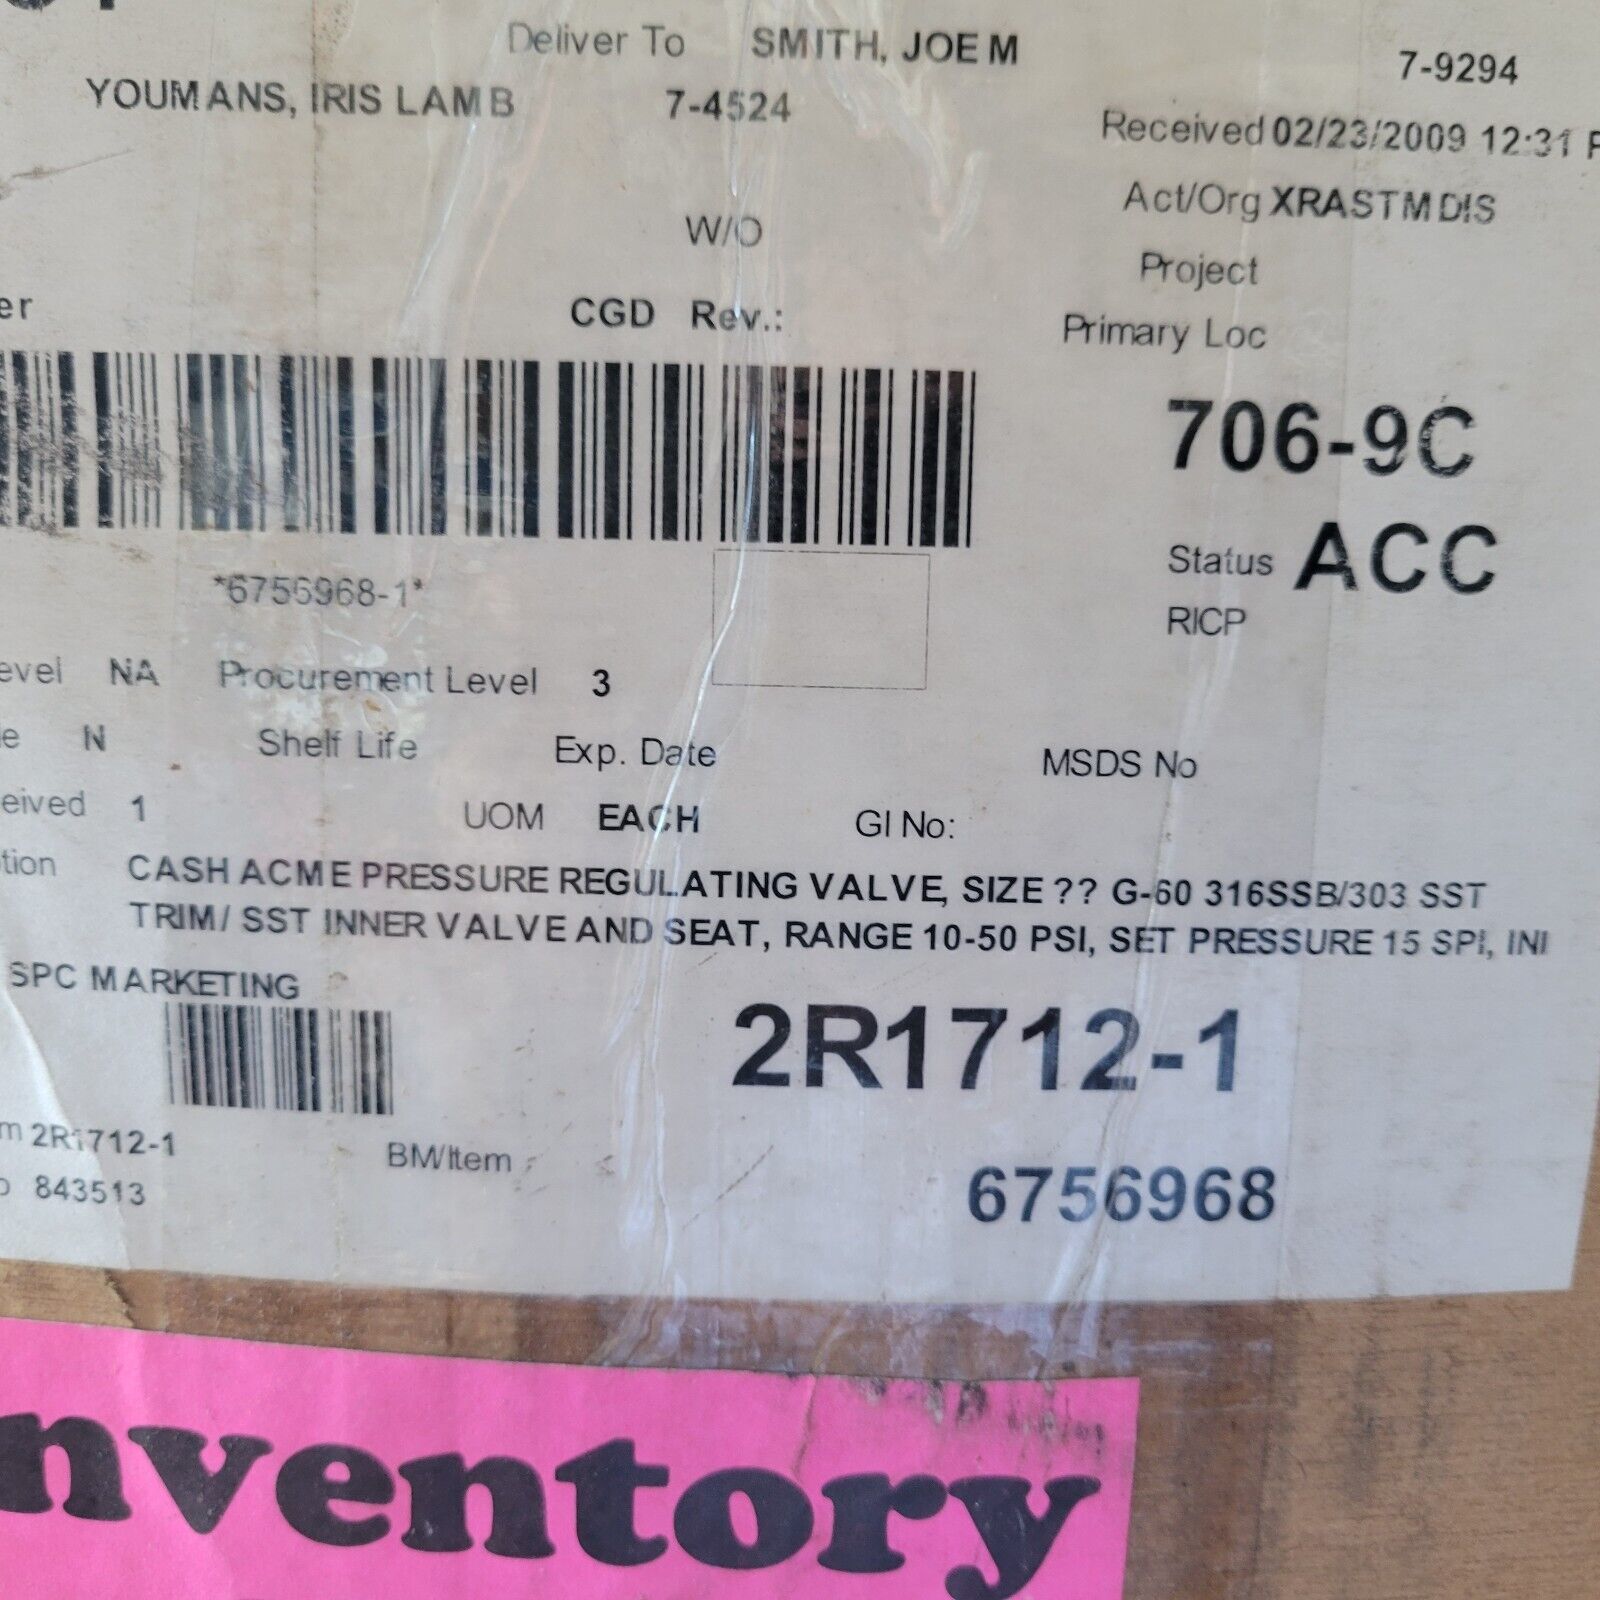 Deliver To SMITH, JOE M 7-9294
YOUMANS, IRIS LAMB 7-4524
Received 02/23/2009 12:31 P
Act/Org XRASTMDIS
W/O
Project
er CGD Rev.:
Primary Loc
706-9C
*6756968-1*
Status ACC
RICP
evel NA Procurement Level 3
le N Shelf Life Exp. Date MSDS No
eived 1 UOM EACH GI No:
tion CASH ACME PRESSURE REGULATING VALVE, SIZE ?? G-60 316SSB/303 SST
TRIM/ SST INNER VALVE AND SEAT, RANGE 10-50 PSI, SET PRESSURE 15 SPI, INI
SPC MARKETING
2R1712-1
m 2R1712-1 BM/Item
o 843513
6756968
nventory